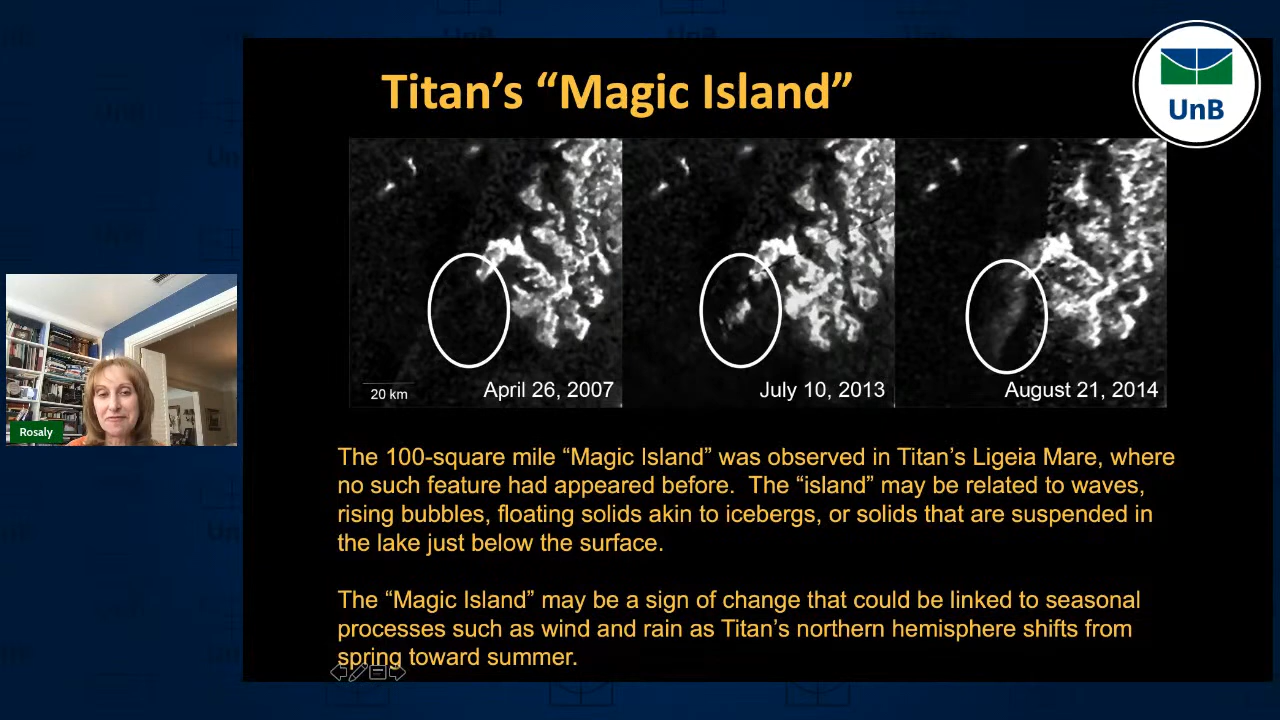 Titan’s “Magic Island”
UnB
20 km
April 26, 2007
July 10, 2013
August 21, 2014
Rosaly
The 100-square mile “Magic Island” was observed in Titan’s Ligeia Mare, where
no such feature had appeared before.  The “island” may be related to waves,
rising bubbles, floating solids akin to icebergs, or solids that are suspended in
the lake just below the surface.
The “Magic Island” may be a sign of change that could be linked to seasonal
processes such as wind and rain as Titan’s northern hemisphere shifts from
spring toward summer.